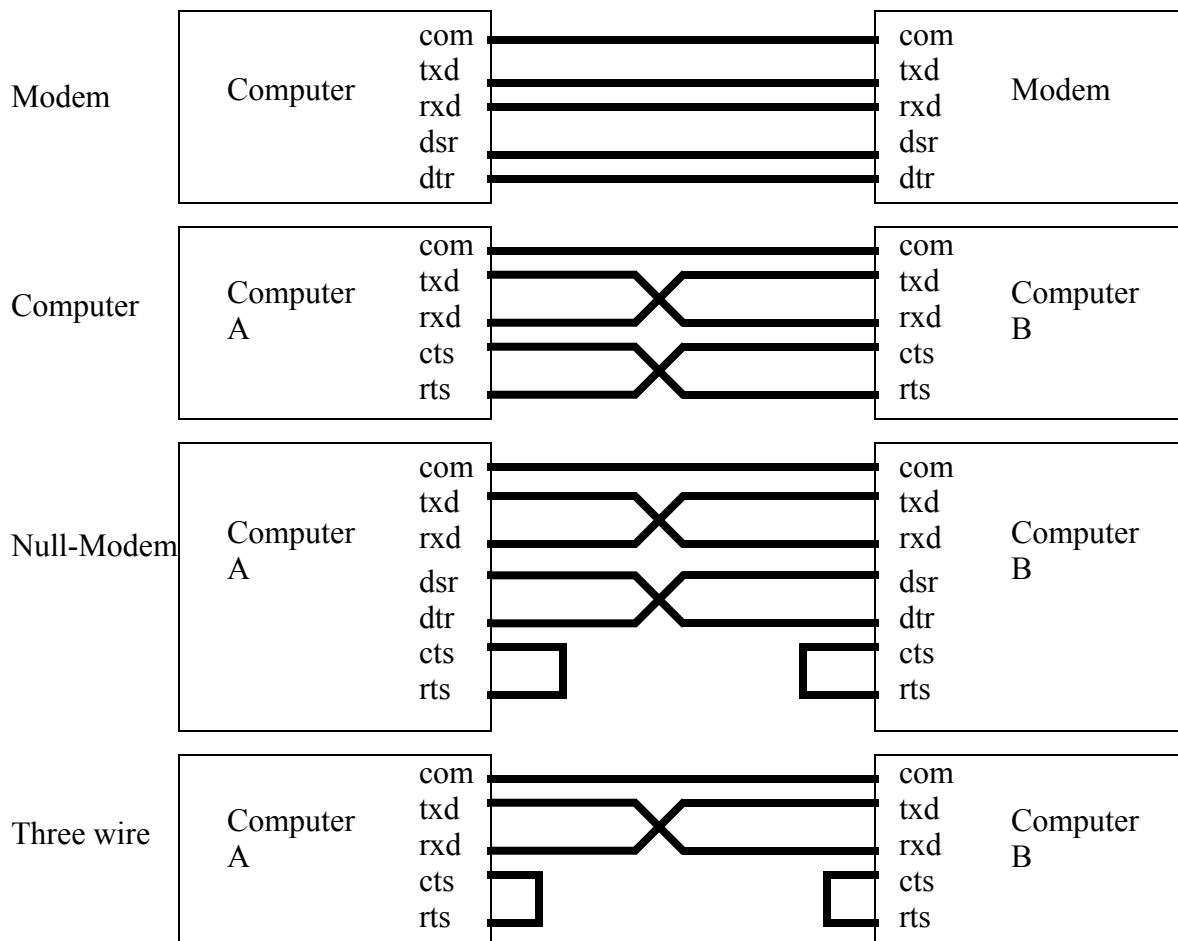 Modem
Computer
com
txd
rxd
dsr
dtr
com
txd
rxd
dsr
dtr
Modem
Computer
Computer
A
com
txd
rxd
cts
rts
com
txd
rxd
cts
rts
Computer
B
Null-Modem
Computer
A
com
txd
rxd
dsr
dtr
cts
rts
com
txd
rxd
dsr
dtr
cts
rts
Computer
B
Three wire
Computer
A
com
txd
rxd
cts
rts
com
txd
rxd
cts
rts
Computer
B